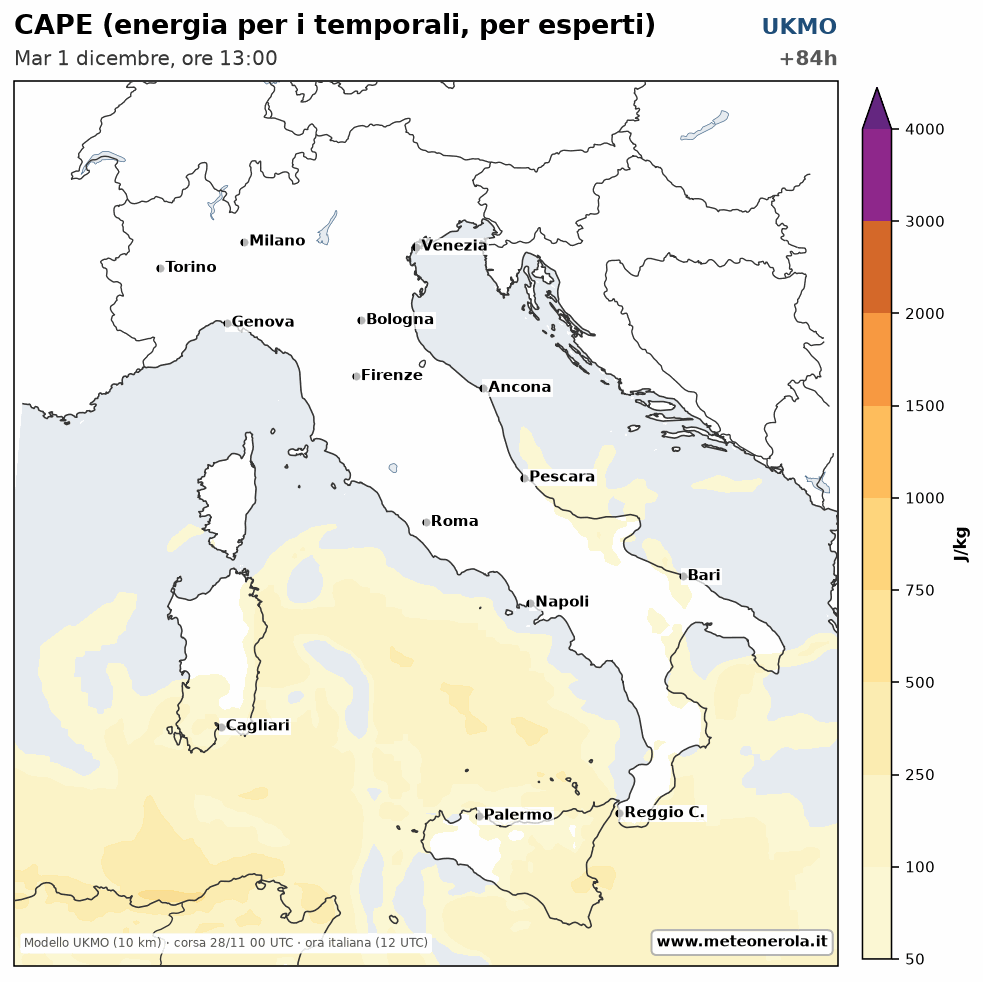 CAPE (energia per i temporali, per esperti)
UKMO
Mar 1 dicembre, ore 13:00
+84h
4000
3000
2000
1500
1000
750
500
250
100
50
J/kg
Milano
Venezia
Torino
Genova
Bologna
Firenze
Ancona
Pescara
Roma
Bari
Napoli
Cagliari
Palermo
Reggio C.
Modello UKMO (10 km) · corsa 28/11 00 UTC · ora italiana (12 UTC)
www.meteonerola.it